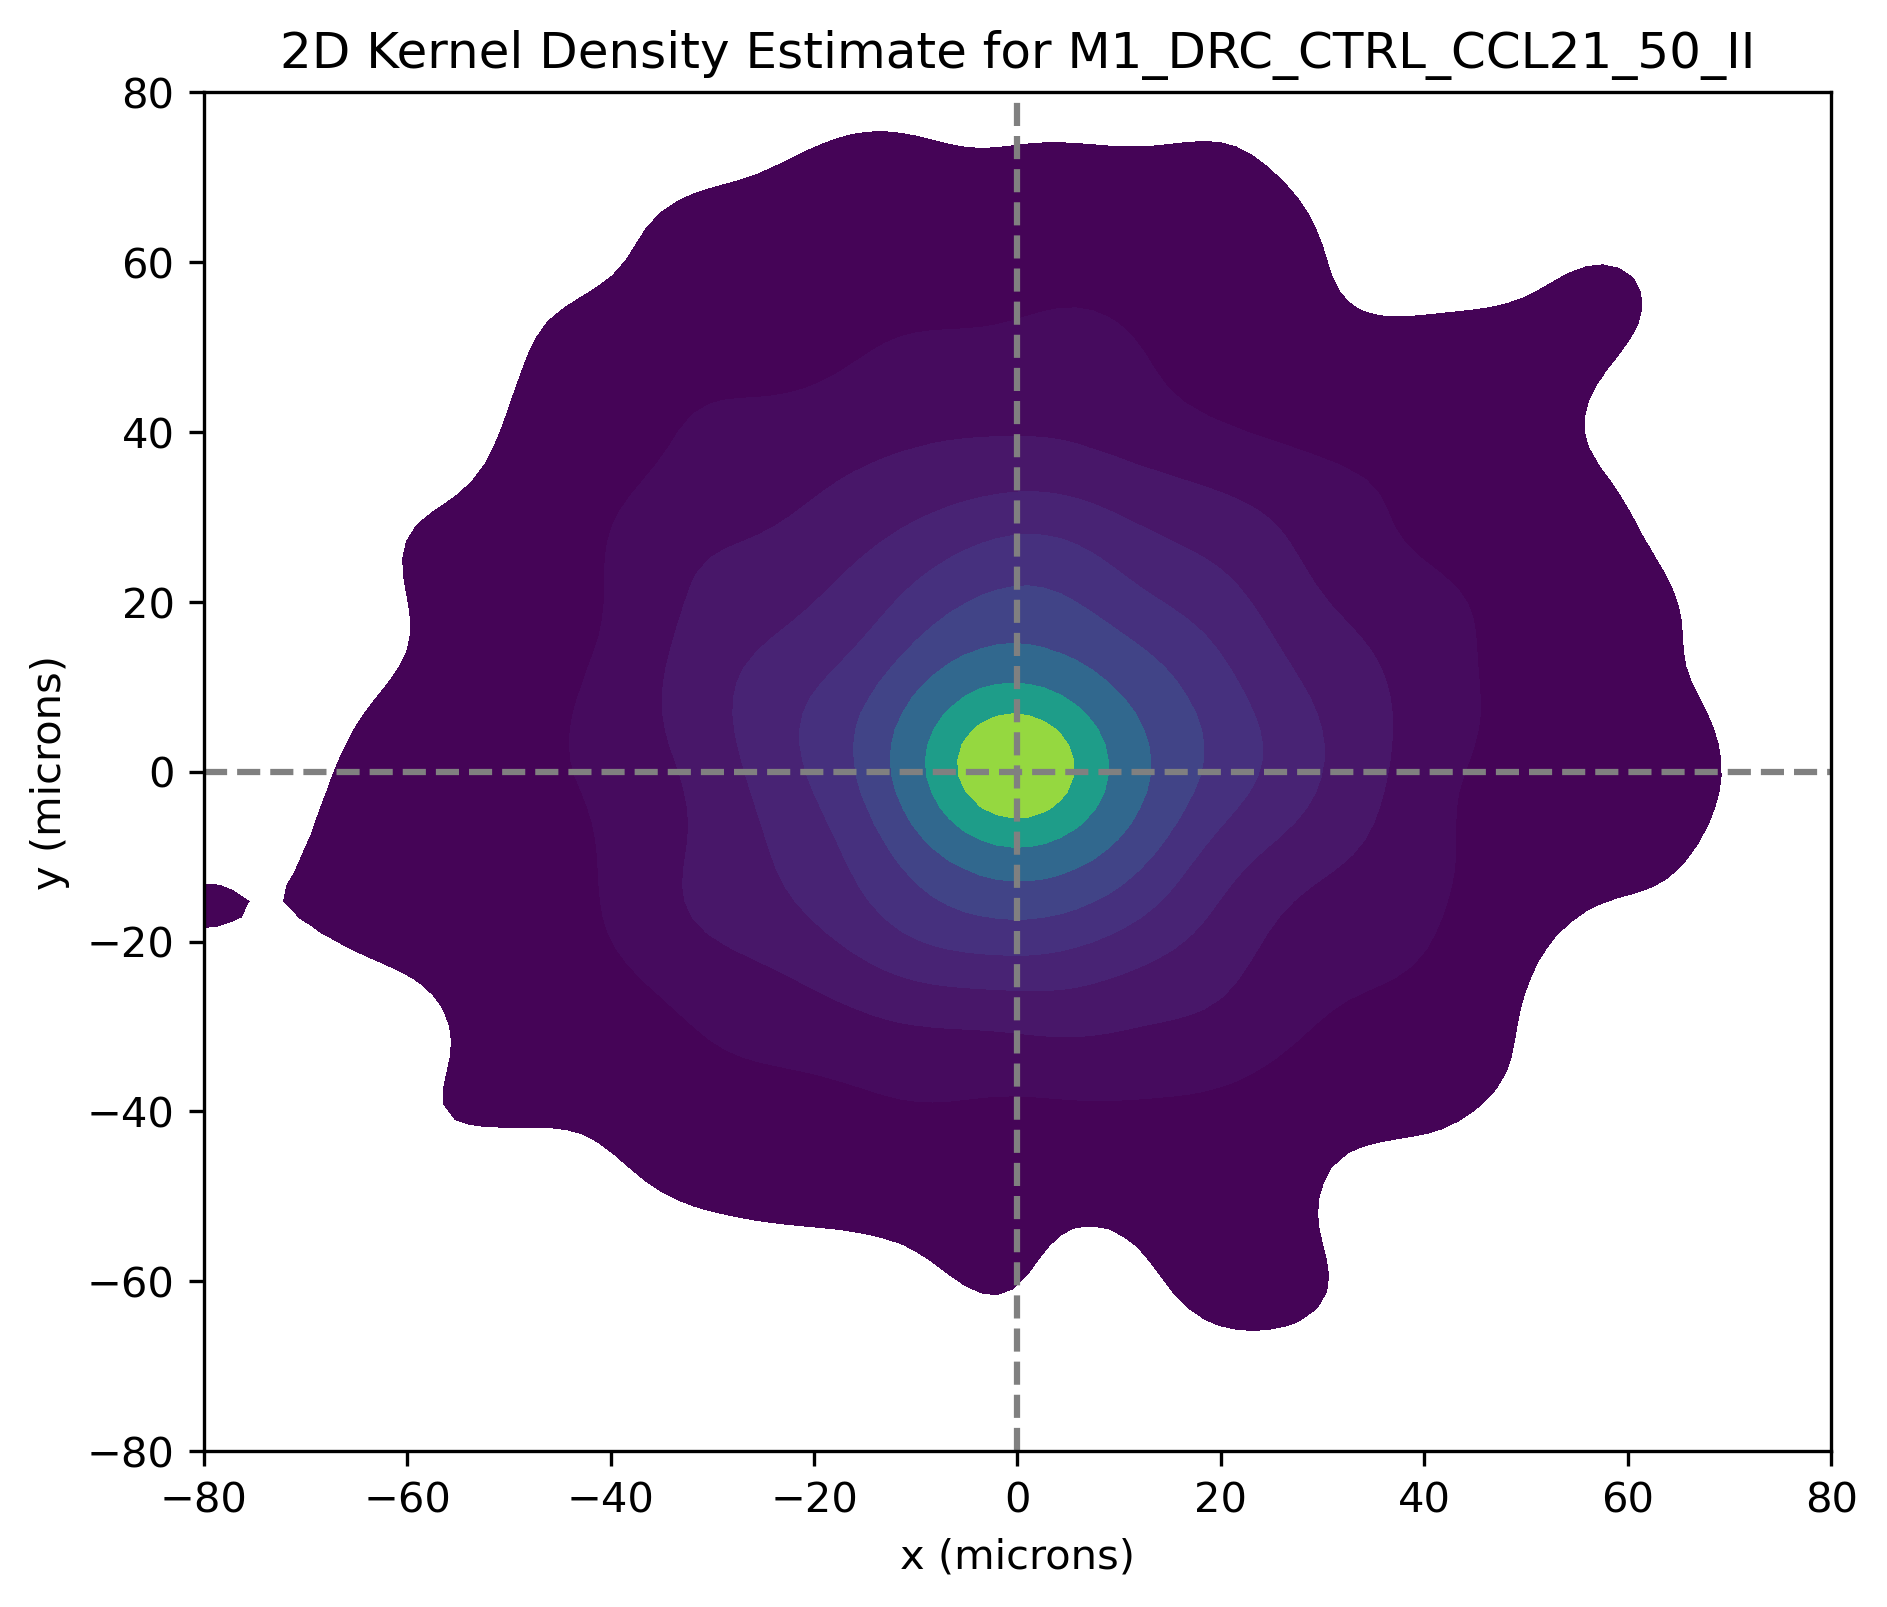 2D Kernel Density Estimate for M1_DRC_CTRL_CCL21_50_II
80
60
40
20
0
−20
−40
−60
−80
y (microns)
−80 −60 −40 −20 0 20 40 60 80
x (microns)